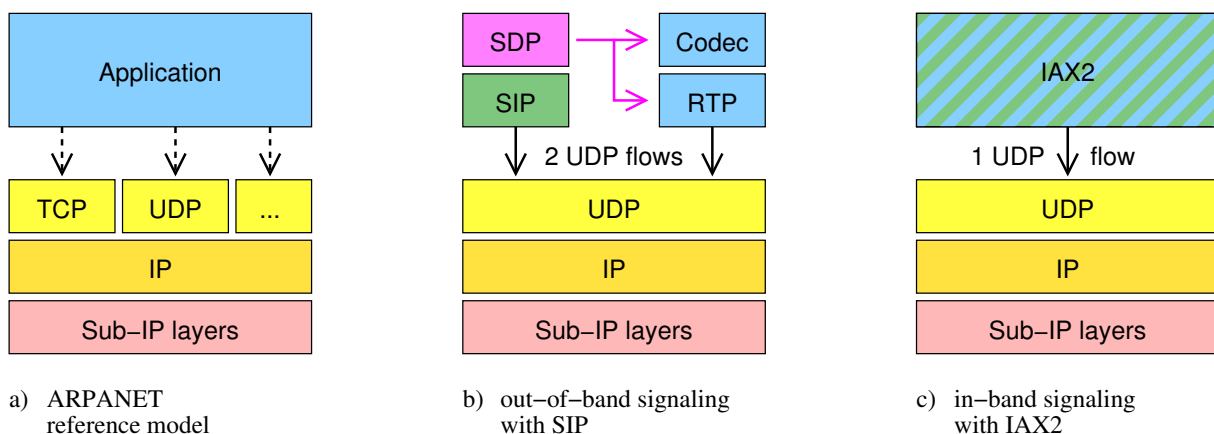 Application
TCP
UDP
...
IP
Sub−IP layers
a) ARPANET
reference model
SDP
Codec
SIP
RTP
2 UDP flows
UDP
IP
Sub−IP layers
b) out−of−band signaling
with SIP
IAX2
1 UDP flow
UDP
IP
Sub−IP layers
c) in−band signaling
with IAX2